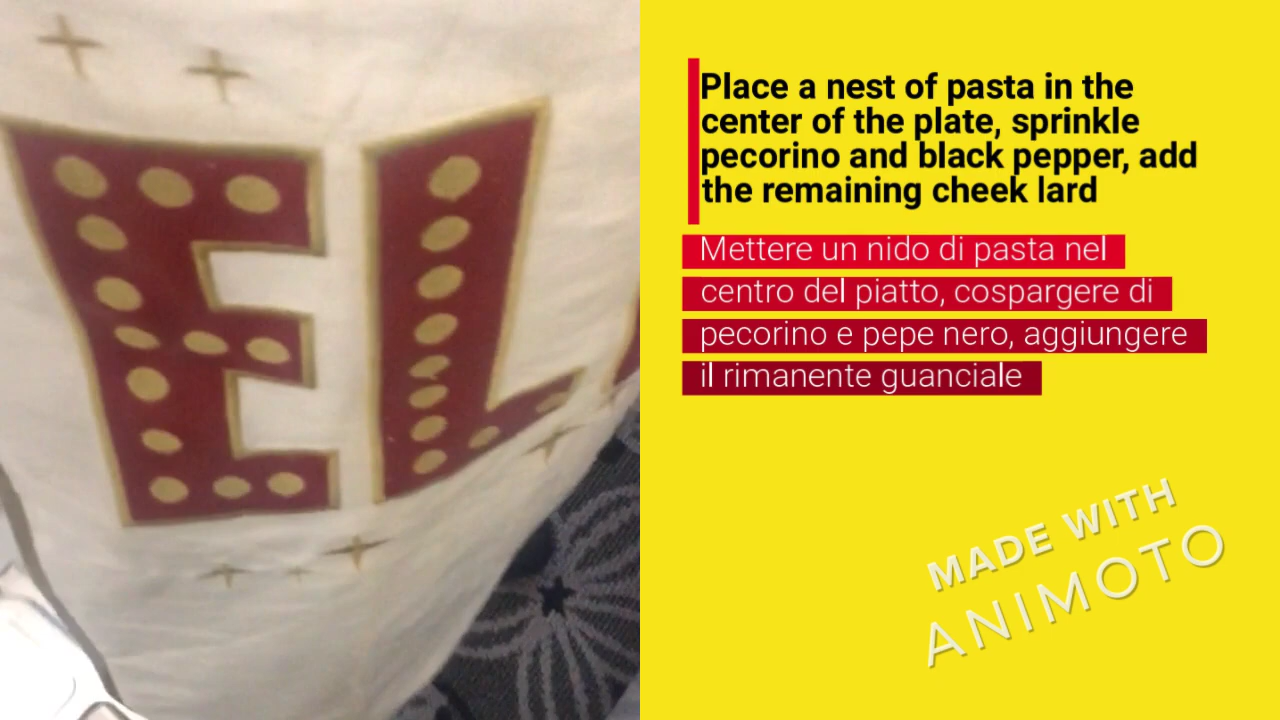 EL
Place a nest of pasta in the
center of the plate, sprinkle
pecorino and black pepper, add
the remaining cheek lard
Mettere un nido di pasta nel
centro del piatto, cospargere di
pecorino e pepe nero, aggiungere
il rimanente guanciale
MADE WITH
ANIMOTO